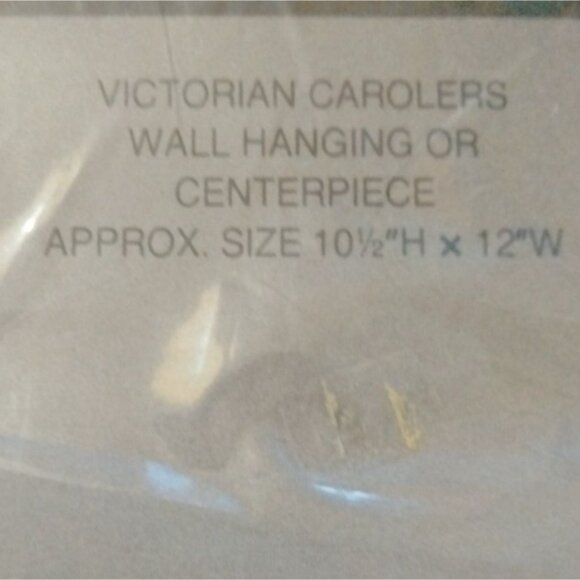 VICTORIAN CAROLERS
WALL HANGING OR
CENTERPIECE
APPROX. SIZE 10½"H x 12"W